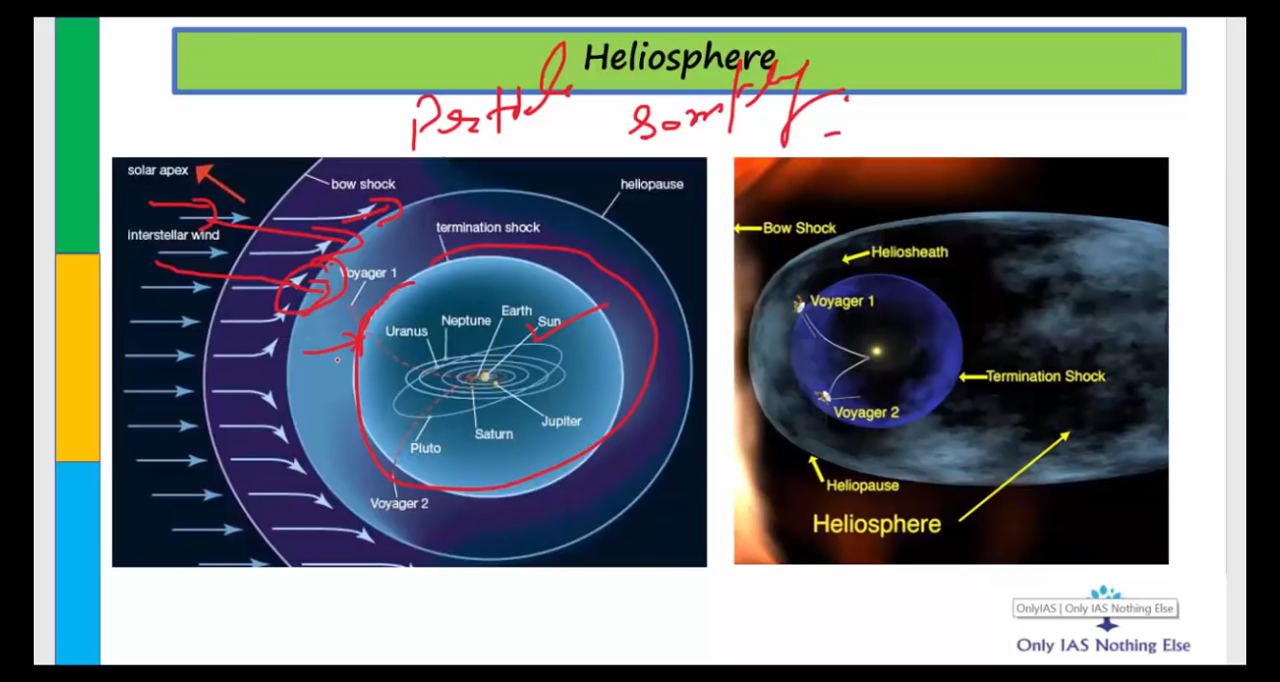 Heliosphere
Particle Sampling
solar apex
bow shock
heliopause
termination shock
interstellar wind
Voyager 1
Earth
Sun
Neptune
Uranus
Jupiter
Saturn
Pluto
Voyager 2
Bow Shock
Heliosheath
Voyager 1
Termination Shock
Voyager 2
Heliopause
Heliosphere
OnlyIAS | Only IAS Nothing Else
Only IAS Nothing Else